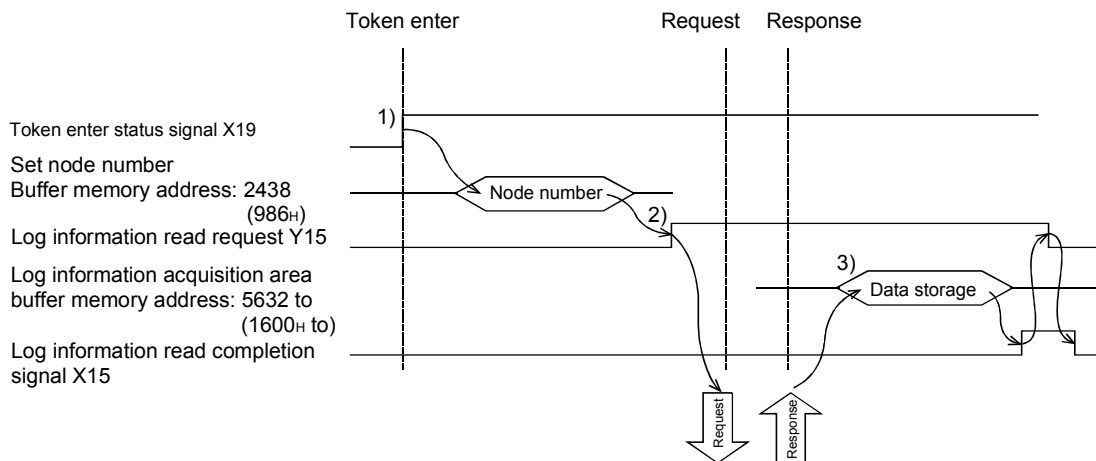 Token enter
Request
Response
1)
Token enter status signal X19
Set node number
Buffer memory address: 2438
(986H)
Node number
2)
Log information read request Y15
Log information acquisition area
buffer memory address: 5632 to
(1600H to)
3)
Data storage
Log information read completion
signal X15
Request
Response